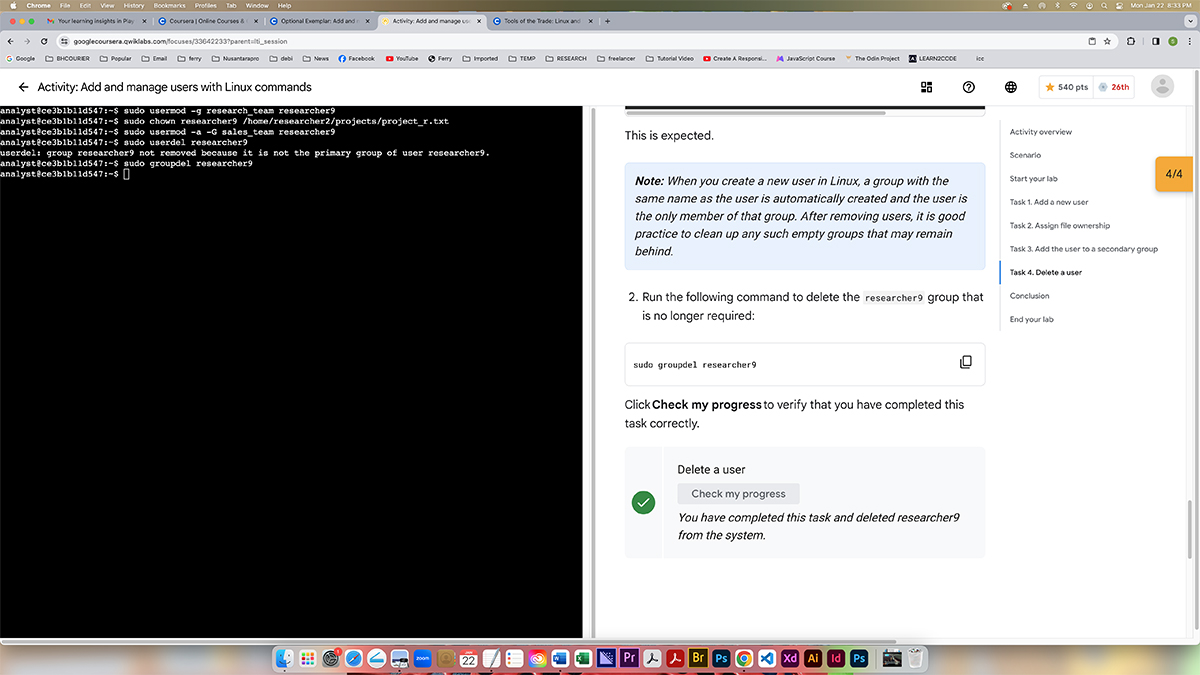 Chrome File Edit View History Bookmarks Profiles Tab Window Help Mon Jan 22 8:33 PM
Your learning insights in Play Coursera | Online Courses & Optional Exemplar: Add and Activity: Add and manage use Tools of the Trade: Linux and
googlecoursera.qwiklabs.com/focuses/33642233?parent=lti_session
Google BHCOURIER Popular Email ferry Nusantarapro debi News Facebook YouTube Ferry Imported TEMP RESEARCH freelancer Tutorial Video Create A Responsi... JavaScript Course The Odin Project LEARN2CODE icc
Activity: Add and manage users with Linux commands
540 pts 26th
analyst@ce3b1b11d547:~$ sudo usermod -g research_team researcher9
analyst@ce3b1b11d547:~$ sudo chown researcher9 /home/researcher2/projects/project_r.txt
analyst@ce3b1b11d547:~$ sudo usermod -a -G sales_team researcher9
analyst@ce3b1b11d547:~$ sudo userdel researcher9
userdel: group researcher9 not removed because it is not the primary group of user researcher9.
analyst@ce3b1b11d547:~$ sudo groupdel researcher9
analyst@ce3b1b11d547:~$
This is expected.
Note: When you create a new user in Linux, a group with the
same name as the user is automatically created and the user is
the only member of that group. After removing users, it is good
practice to clean up any such empty groups that may remain
behind.
2. Run the following command to delete the researcher9 group that
is no longer required:
sudo groupdel researcher9
Click Check my progress to verify that you have completed this
task correctly.
Delete a user
Check my progress
You have completed this task and deleted researcher9
from the system.
Activity overview
Scenario
Start your lab
Task 1. Add a new user
Task 2. Assign file ownership
Task 3. Add the user to a secondary group
Task 4. Delete a user
Conclusion
End your lab
4/4
zoom 22 Pr Br Ps Xd Ai Id Ps